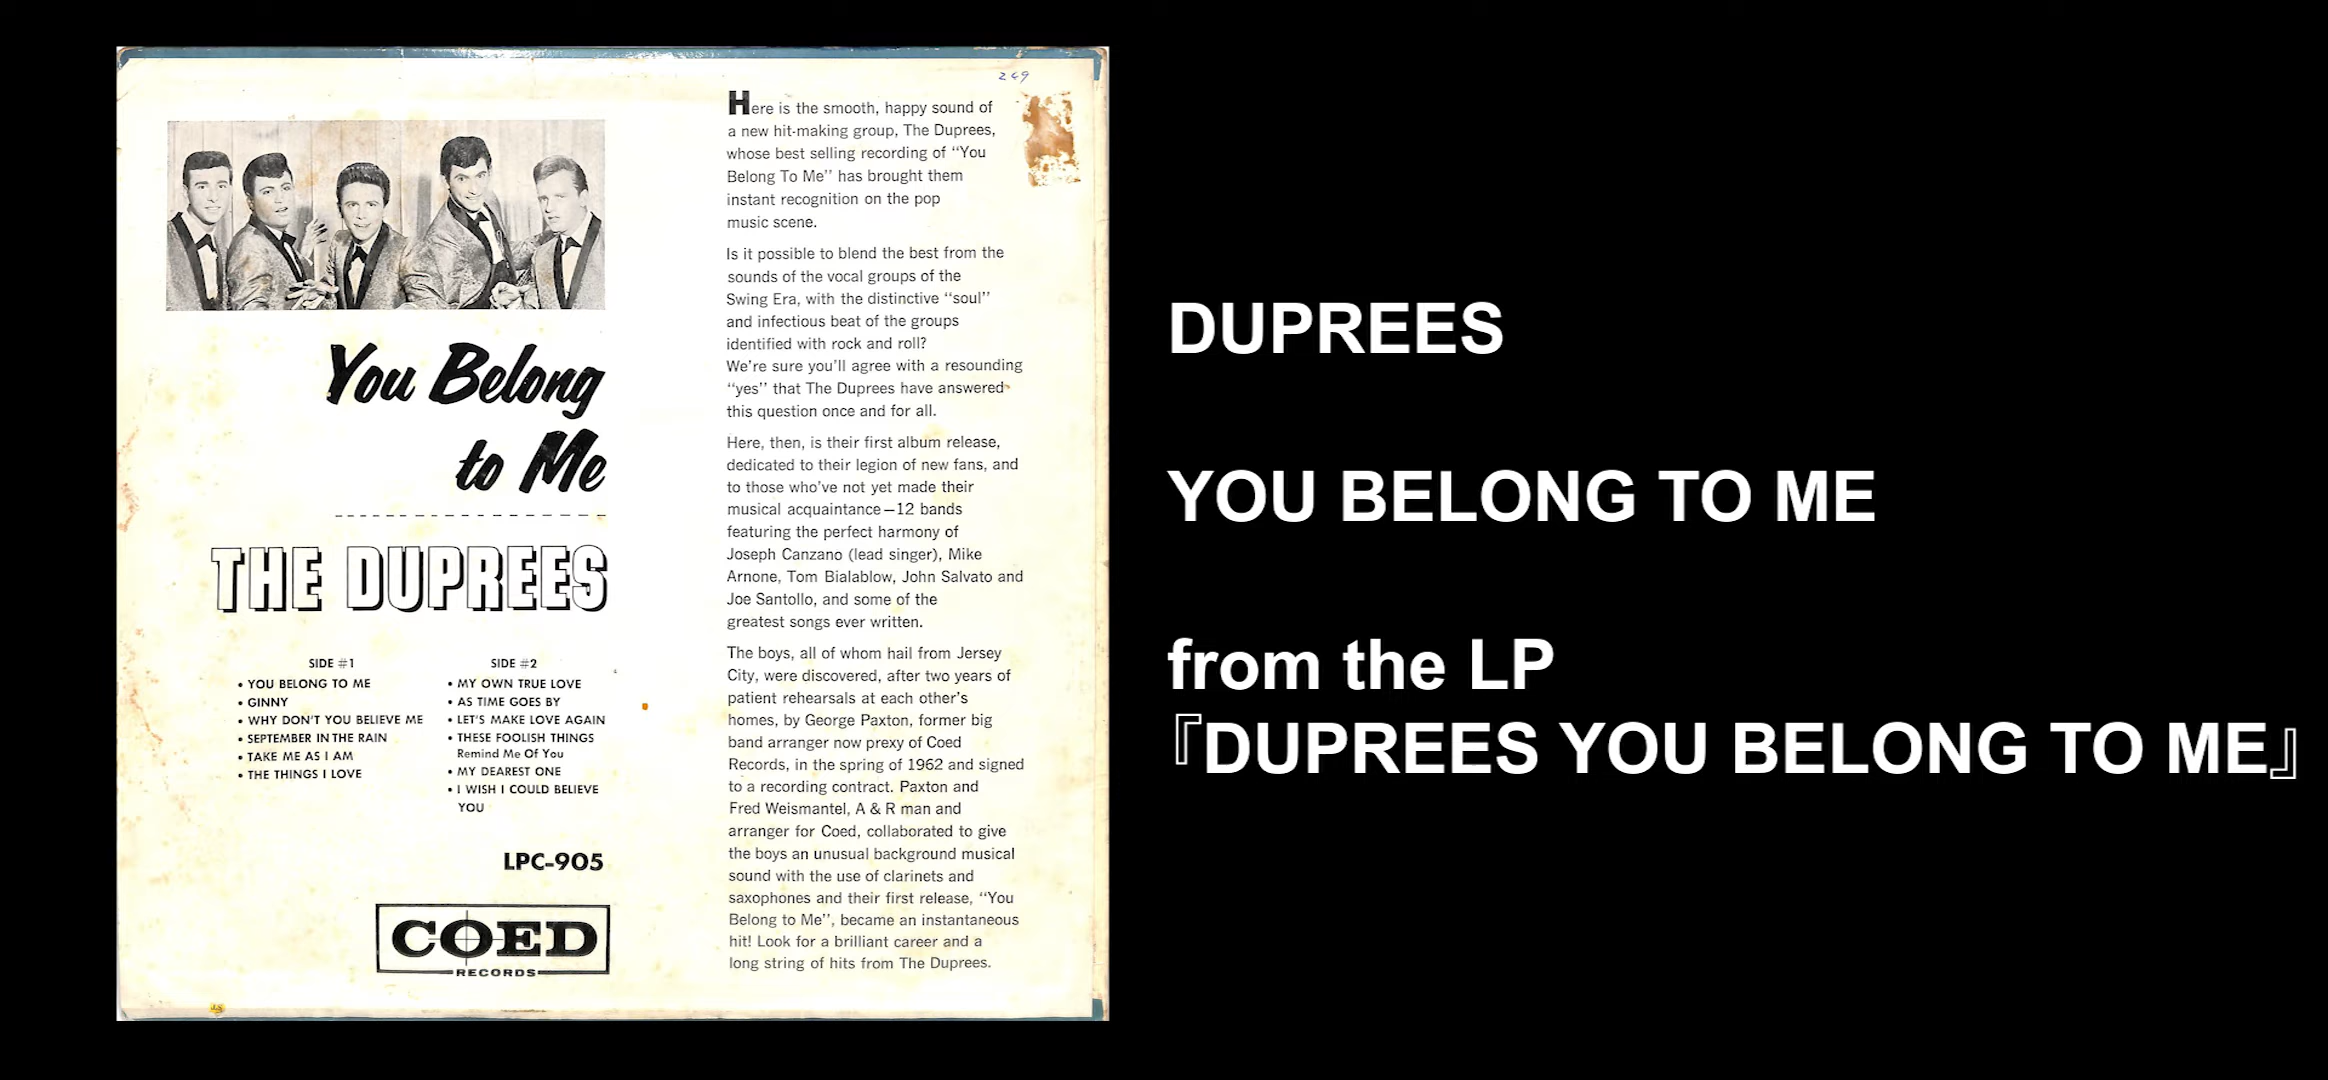 249
Here is the smooth, happy sound of
a new hit-making group, The Duprees,
whose best selling recording of “You
Belong To Me” has brought them
instant recognition on the pop
music scene.
Is it possible to blend the best from the
sounds of the vocal groups of the
Swing Era, with the distinctive “soul”
and infectious beat of the groups
identified with rock and roll?
We're sure you'll agree with a resounding
“yes” that The Duprees have answered
this question once and for all.
Here, then, is their first album release,
dedicated to their legion of new fans, and
to those who've not yet made their
musical acquaintance—12 bands
featuring the perfect harmony of
Joseph Canzano (lead singer), Mike
Arnone, Tom Bialablow, John Salvato and
Joe Santollo, and some of the
greatest songs ever written.
The boys, all of whom hail from Jersey
City, were discovered, after two years of
patient rehearsals at each other's
homes, by George Paxton, former big
band arranger now prexy of Coed
Records, in the spring of 1962 and signed
to a recording contract. Paxton and
Fred Weismantel, A & R man and
arranger for Coed, collaborated to give
the boys an unusual background musical
sound with the use of clarinets and
saxophones and their first release, “You
Belong to Me”, became an instantaneous
hit! Look for a brilliant career and a
long string of hits from The Duprees.
You Belong
to Me
THE DUPREES
SIDE #1
• YOU BELONG TO ME
• GINNY
• WHY DON'T YOU BELIEVE ME
• SEPTEMBER IN THE RAIN
• TAKE ME AS I AM
• THE THINGS I LOVE
SIDE #2
• MY OWN TRUE LOVE
• AS TIME GOES BY
• LET'S MAKE LOVE AGAIN
• THESE FOOLISH THINGS
Remind Me Of You
• MY DEAREST ONE
• I WISH I COULD BELIEVE
YOU
LPC-905
COED
RECORDS
DUPREES
YOU BELONG TO ME
from the LP
『DUPREES YOU BELONG TO ME』